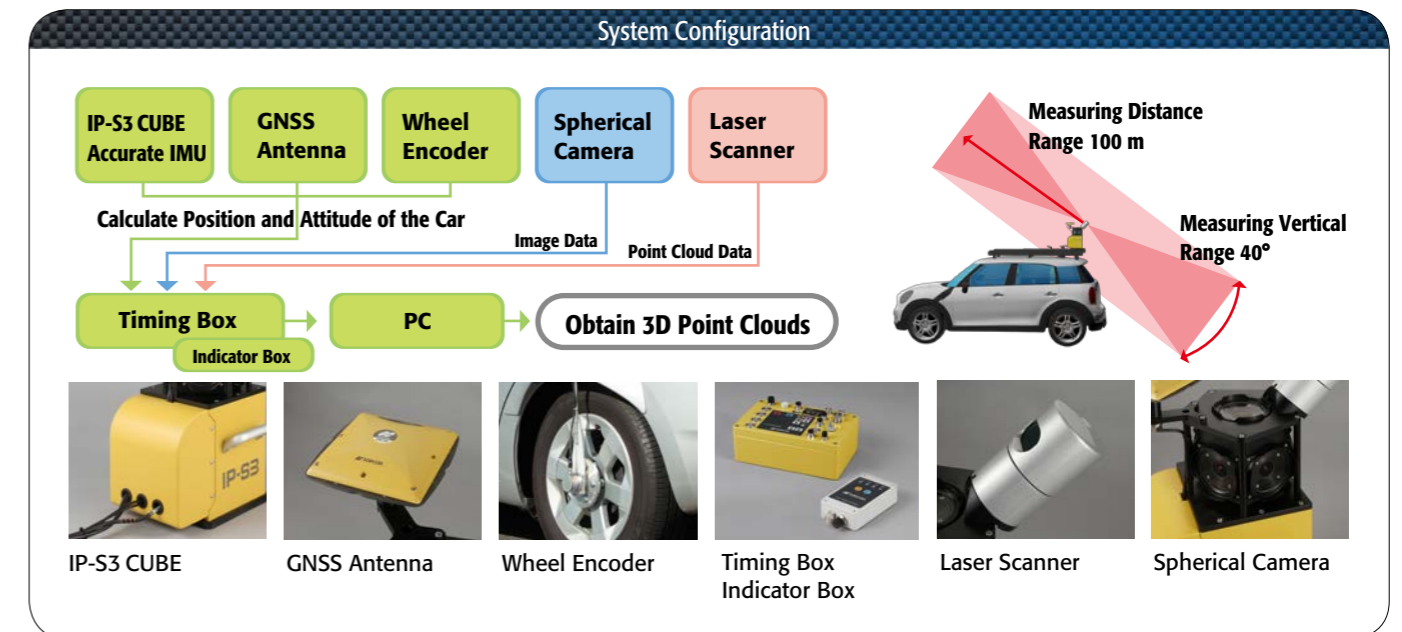 System Configuration
IP-S3 CUBE
Accurate IMU
GNSS
Antenna
Wheel
Encoder
Spherical
Camera
Laser
Scanner
Measuring Distance
Range 100 m
Calculate Position and Attitude of the Car
Image Data
Point Cloud Data
Measuring Vertical
Range 40°
Timing Box
Indicator Box
PC
Obtain 3D Point Clouds
IP-S3
IP-S3 CUBE
GNSS Antenna
Wheel Encoder
Timing Box
Indicator Box
Laser Scanner
Spherical Camera